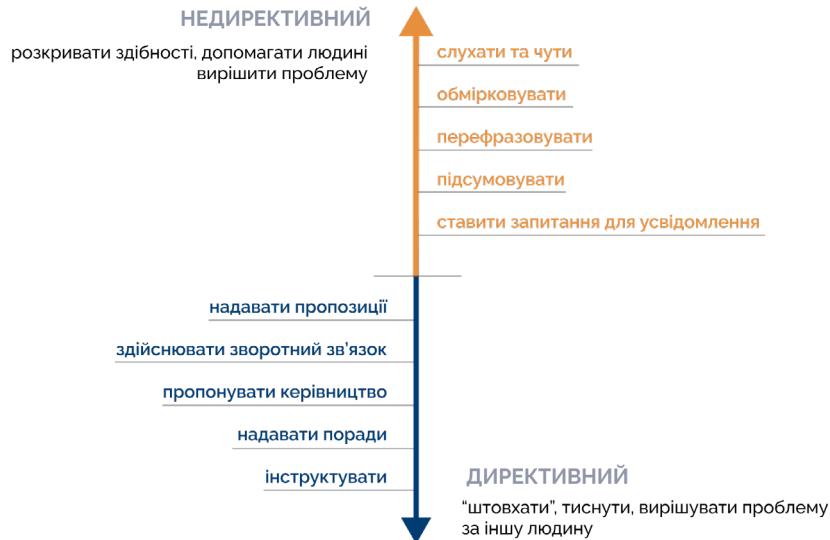 НЕДИРЕКТИВНИЙ
розкривати здібності, допомагати людині
вирішити проблему
слухати та чути
обмірковувати
перефразовувати
підсумовувати
ставити запитання для усвідомлення
надавати пропозиції
здійснювати зворотний зв’язок
пропонувати керівництво
надавати поради
інструктувати
ДИРЕКТИВНИЙ
“штовхати”, тиснути, вирішувати проблему
за іншу людину